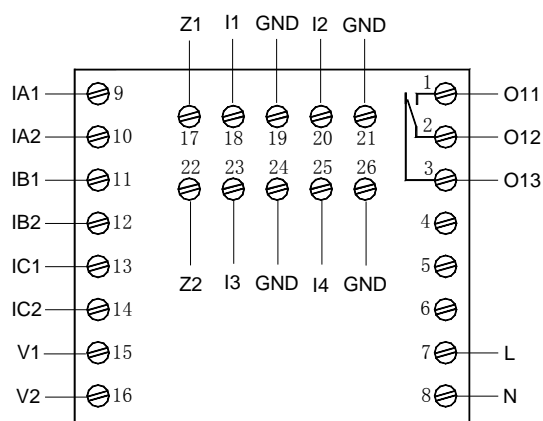 Z1 I1 GND I2 GND
IA1 9 1 O11
17 18 19 20 21
IA2 10 2 O12
22 23 24 25 26
IB1 11 3 O13
IB2 12 4
IC1 13 5
Z2 I3 GND I4 GND
IC2 14 6
V1 15 7 L
V2 16 8 N